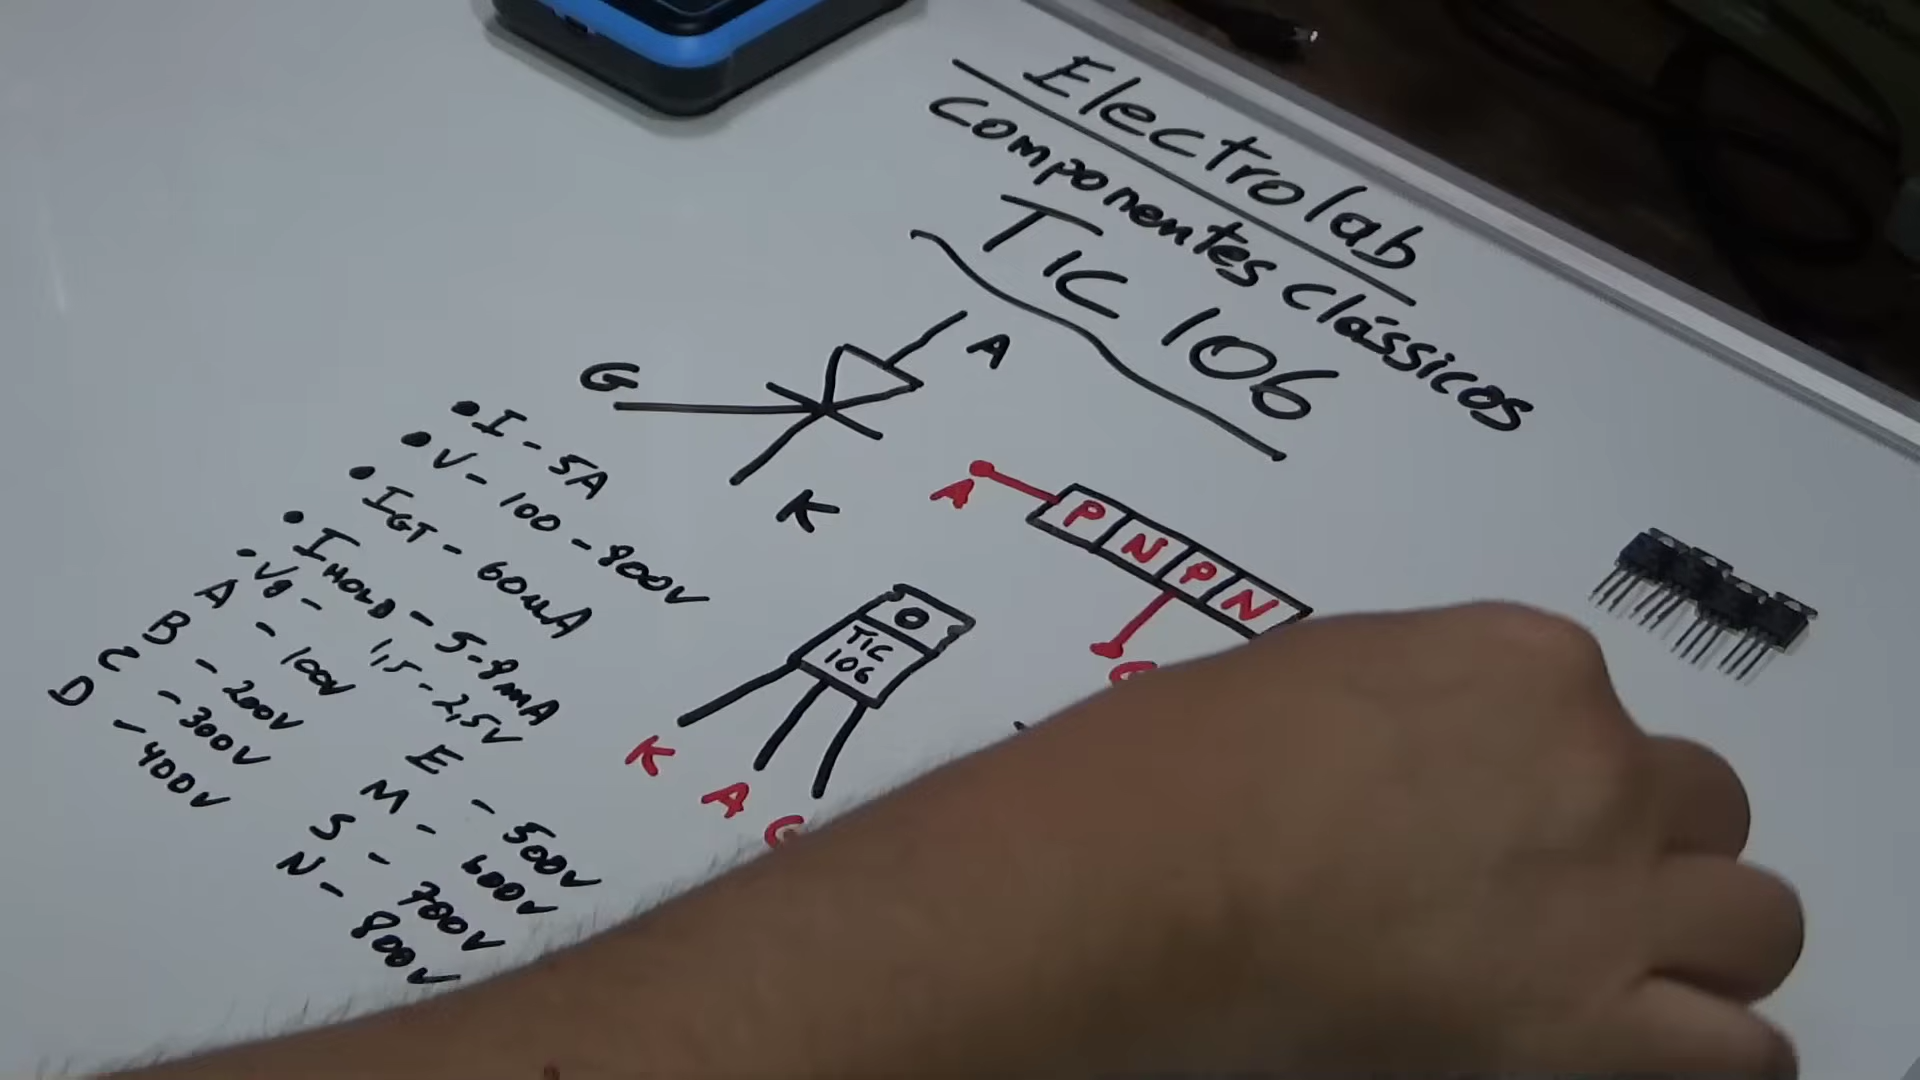 Electrolab
Componentes Clássicos
TIC 106
A
G
K
• I - 5A
• V - 100 - 800V
• IGT - 60uA
• IHOLD - 5-8mA
• VG - 1,5 - 2,5V
A - 100V
B - 200V
C - 300V
D - 400V
E - 500V
M - 600V
S - 700V
N - 800V
A
P N P N
TIC
106
K A G